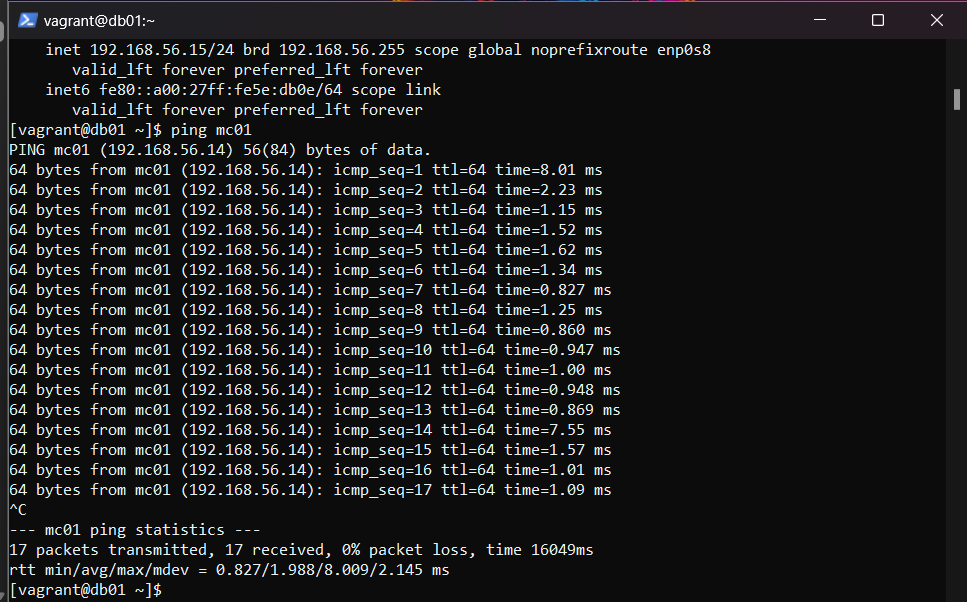 vagrant@db01:~
    inet 192.168.56.15/24 brd 192.168.56.255 scope global noprefixroute enp0s8
       valid_lft forever preferred_lft forever
    inet6 fe80::a00:27ff:fe5e:db0e/64 scope link
       valid_lft forever preferred_lft forever
[vagrant@db01 ~]$ ping mc01
PING mc01 (192.168.56.14) 56(84) bytes of data.
64 bytes from mc01 (192.168.56.14): icmp_seq=1 ttl=64 time=8.01 ms
64 bytes from mc01 (192.168.56.14): icmp_seq=2 ttl=64 time=2.23 ms
64 bytes from mc01 (192.168.56.14): icmp_seq=3 ttl=64 time=1.15 ms
64 bytes from mc01 (192.168.56.14): icmp_seq=4 ttl=64 time=1.52 ms
64 bytes from mc01 (192.168.56.14): icmp_seq=5 ttl=64 time=1.62 ms
64 bytes from mc01 (192.168.56.14): icmp_seq=6 ttl=64 time=1.34 ms
64 bytes from mc01 (192.168.56.14): icmp_seq=7 ttl=64 time=0.827 ms
64 bytes from mc01 (192.168.56.14): icmp_seq=8 ttl=64 time=1.25 ms
64 bytes from mc01 (192.168.56.14): icmp_seq=9 ttl=64 time=0.860 ms
64 bytes from mc01 (192.168.56.14): icmp_seq=10 ttl=64 time=0.947 ms
64 bytes from mc01 (192.168.56.14): icmp_seq=11 ttl=64 time=1.00 ms
64 bytes from mc01 (192.168.56.14): icmp_seq=12 ttl=64 time=0.948 ms
64 bytes from mc01 (192.168.56.14): icmp_seq=13 ttl=64 time=0.869 ms
64 bytes from mc01 (192.168.56.14): icmp_seq=14 ttl=64 time=7.55 ms
64 bytes from mc01 (192.168.56.14): icmp_seq=15 ttl=64 time=1.57 ms
64 bytes from mc01 (192.168.56.14): icmp_seq=16 ttl=64 time=1.01 ms
64 bytes from mc01 (192.168.56.14): icmp_seq=17 ttl=64 time=1.09 ms
^C
--- mc01 ping statistics ---
17 packets transmitted, 17 received, 0% packet loss, time 16049ms
rtt min/avg/max/mdev = 0.827/1.988/8.009/2.145 ms
[vagrant@db01 ~]$